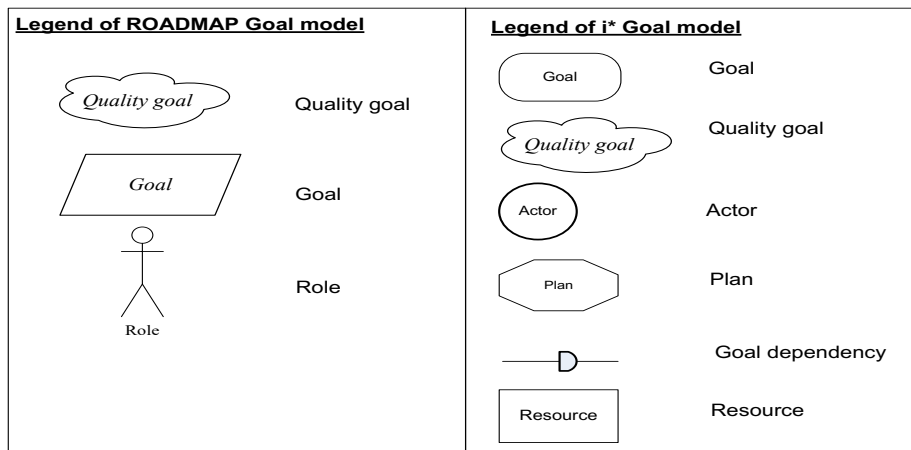 Legend of ROADMAP Goal model
Quality goal
Quality goal
Goal
Goal
Role
Role
Legend of i* Goal model
Goal
Goal
Quality goal
Quality goal
Actor
Actor
Plan
Plan
Goal dependency
Resource
Resource